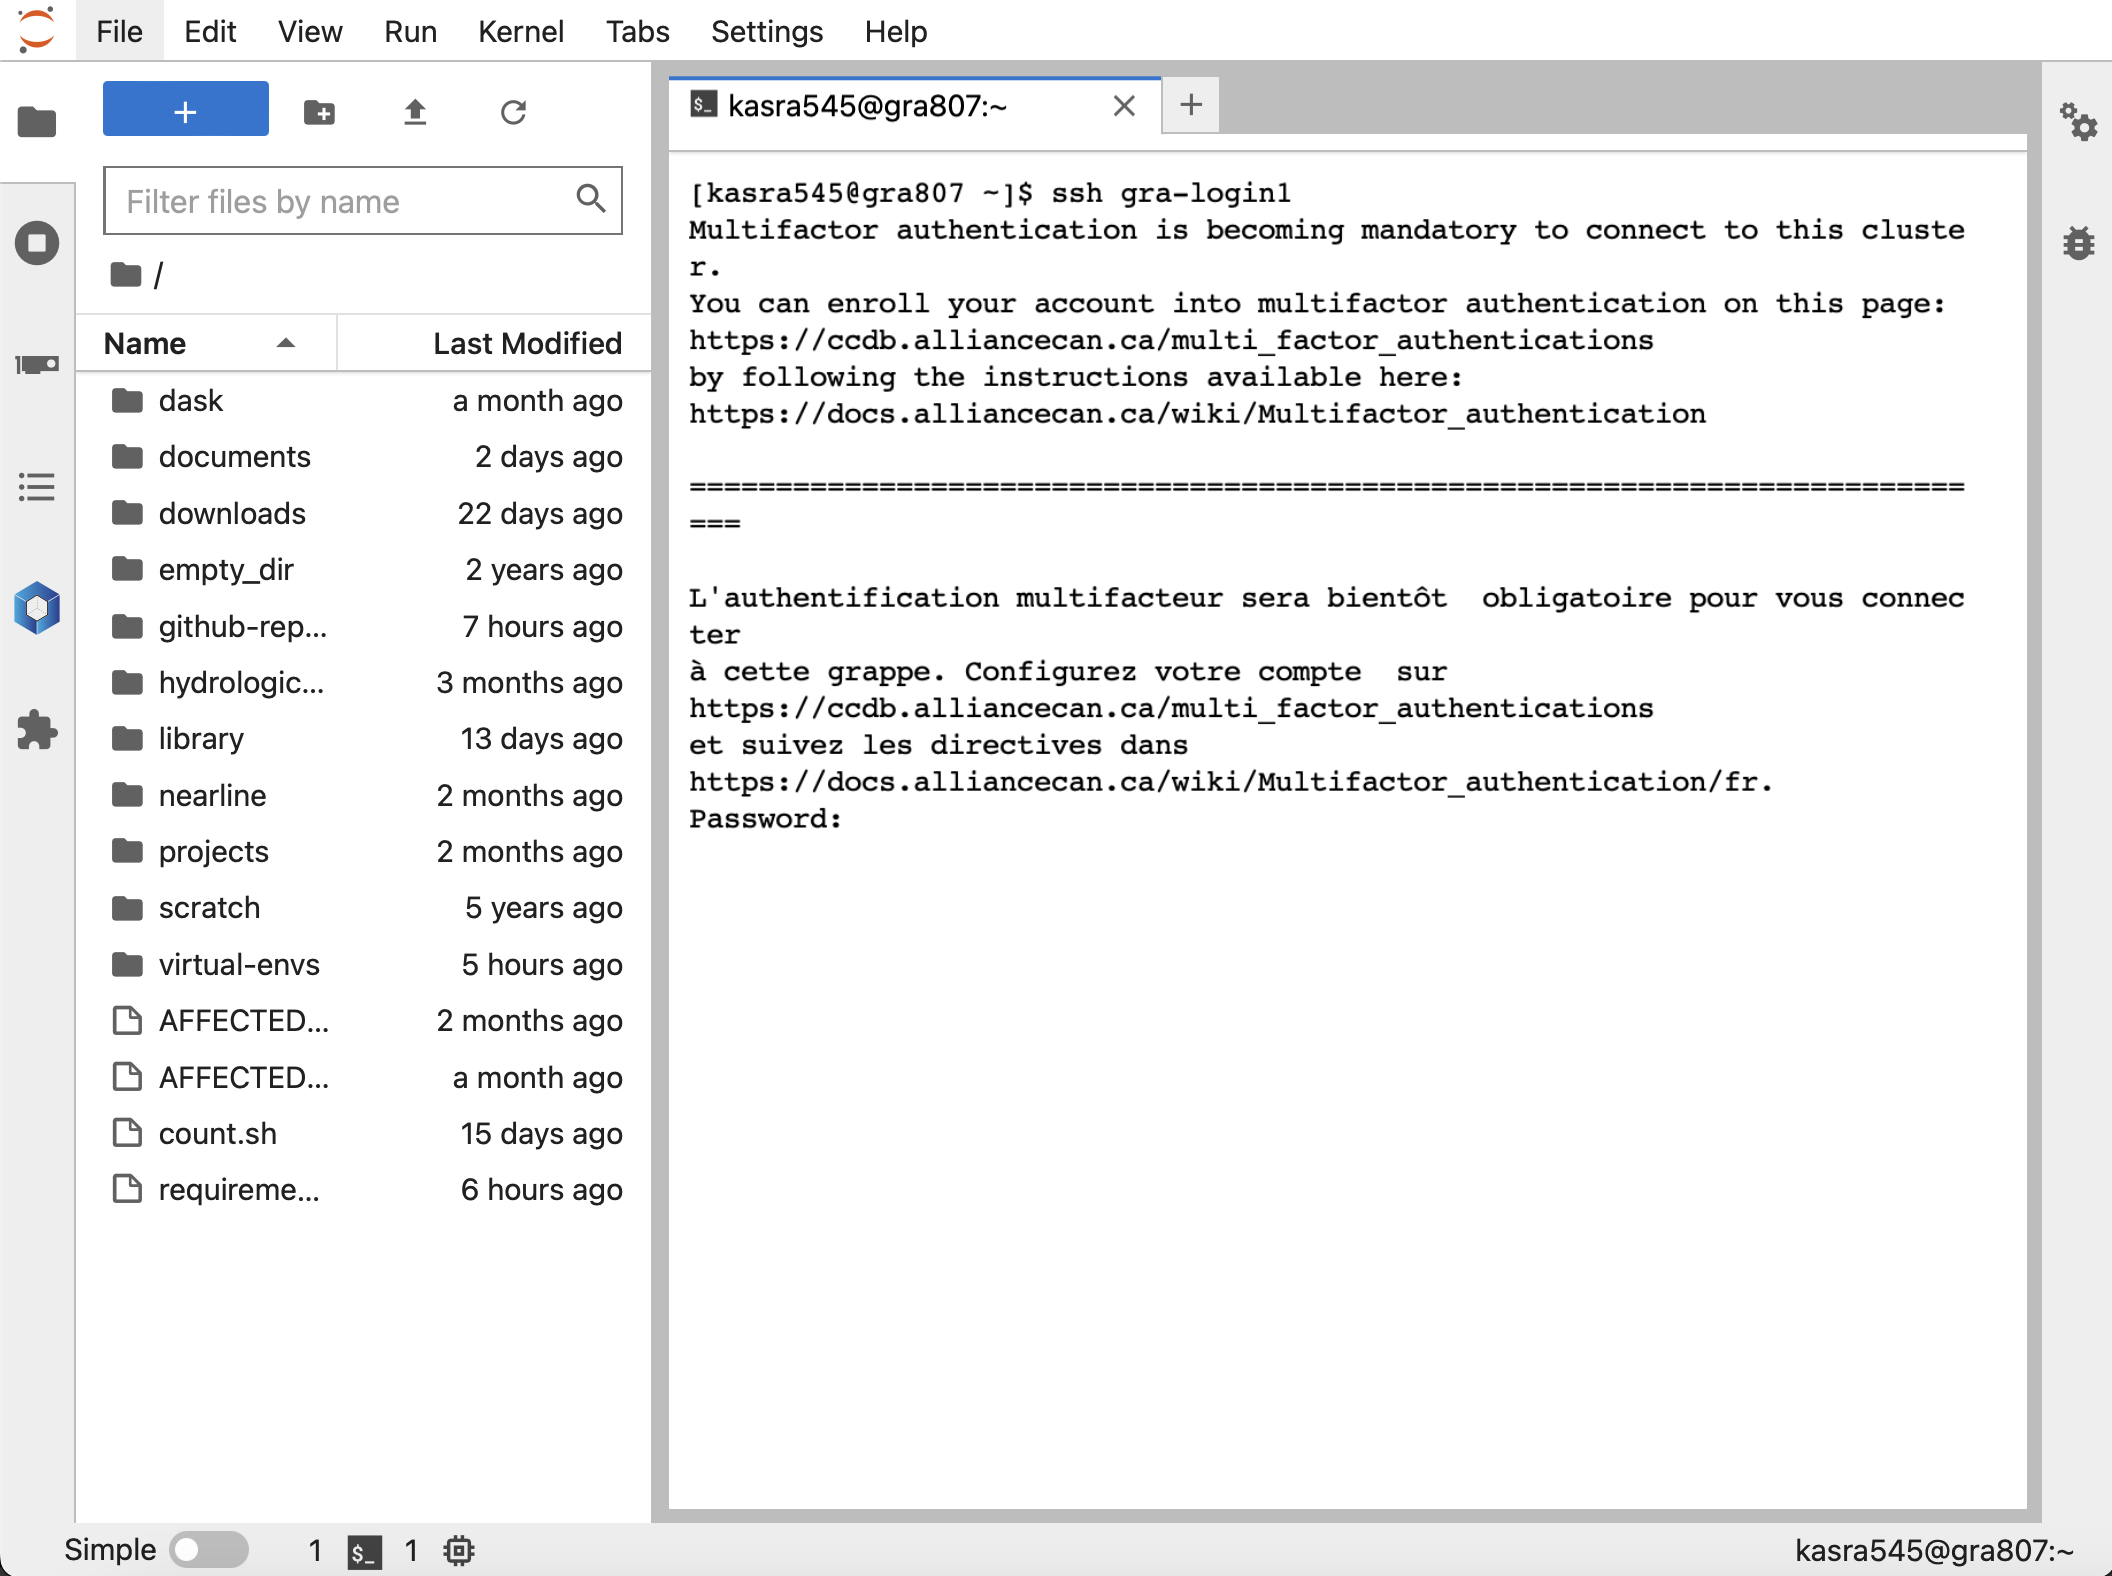 File Edit View Run Kernel Tabs Settings Help
+
Filter files by name
/
Name Last Modified
dask a month ago
documents 2 days ago
downloads 22 days ago
empty_dir 2 years ago
github-rep... 7 hours ago
hydrologic... 3 months ago
library 13 days ago
nearline 2 months ago
projects 2 months ago
scratch 5 years ago
virtual-envs 5 hours ago
AFFECTED... 2 months ago
AFFECTED... a month ago
count.sh 15 days ago
requireme... 6 hours ago
$_ kasra545@gra807:~ +
[kasra545@gra807 ~]$ ssh gra-login1
Multifactor authentication is becoming mandatory to connect to this cluste
r.
You can enroll your account into multifactor authentication on this page:
https://ccdb.alliancecan.ca/multi_factor_authentications
by following the instructions available here:
https://docs.alliancecan.ca/wiki/Multifactor_authentication
==========================================================================
===
L'authentification multifacteur sera bientôt  obligatoire pour vous connec
ter
à cette grappe. Configurez votre compte  sur
https://ccdb.alliancecan.ca/multi_factor_authentications
et suivez les directives dans
https://docs.alliancecan.ca/wiki/Multifactor_authentication/fr.
Password:
Simple 1 $_ 1 kasra545@gra807:~